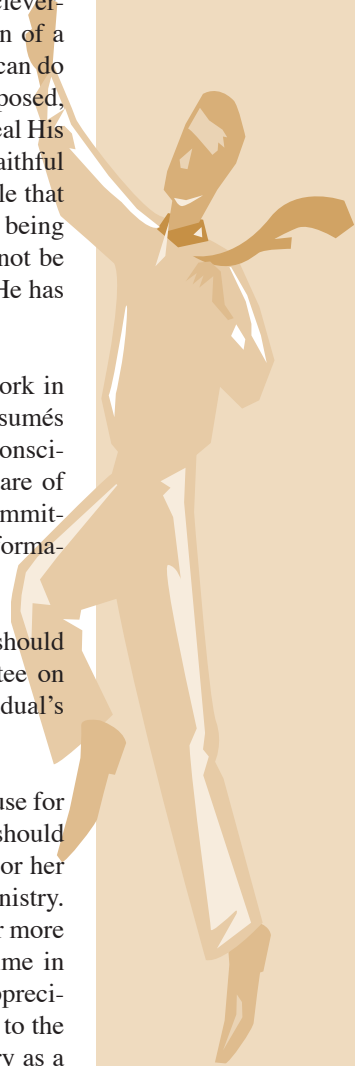 clever-
n of a
can do
posed,
eal His
aithful
le that
being
not be
He has
ork in
sumés
onsci-
are of
mmit-
forma-
should
tee on
dual's
use for
should
or her
nistry.
r more
me in
ppreci-
to the
ry as a